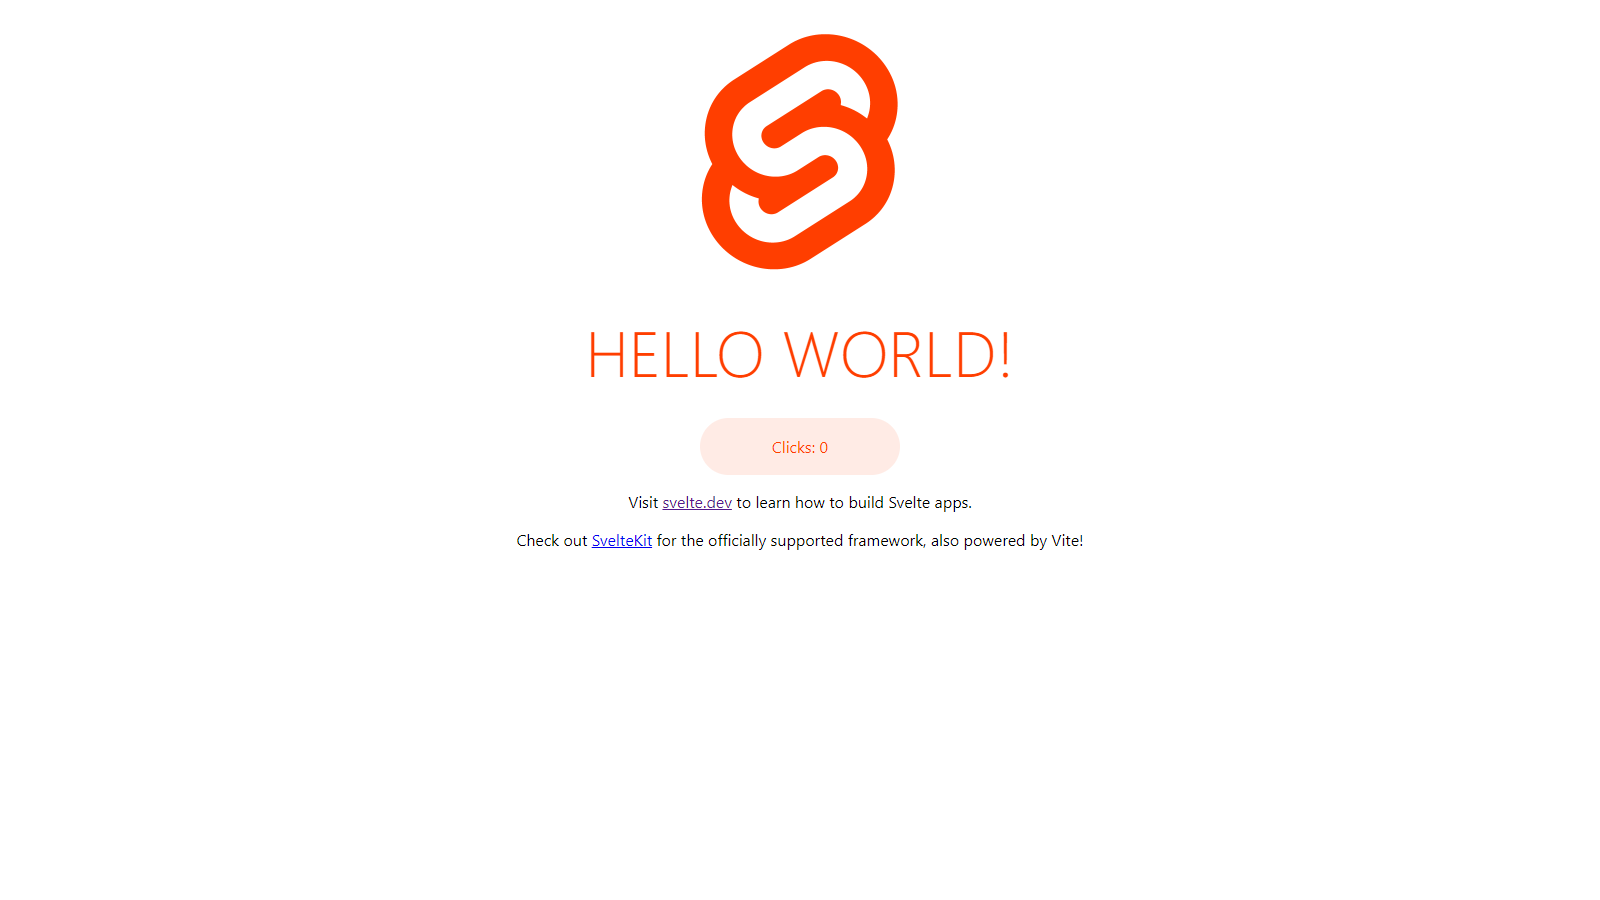 HELLO WORLD!
Clicks: 0
Visit svelte.dev to learn how to build Svelte apps.
Check out SvelteKit for the officially supported framework, also powered by Vite!